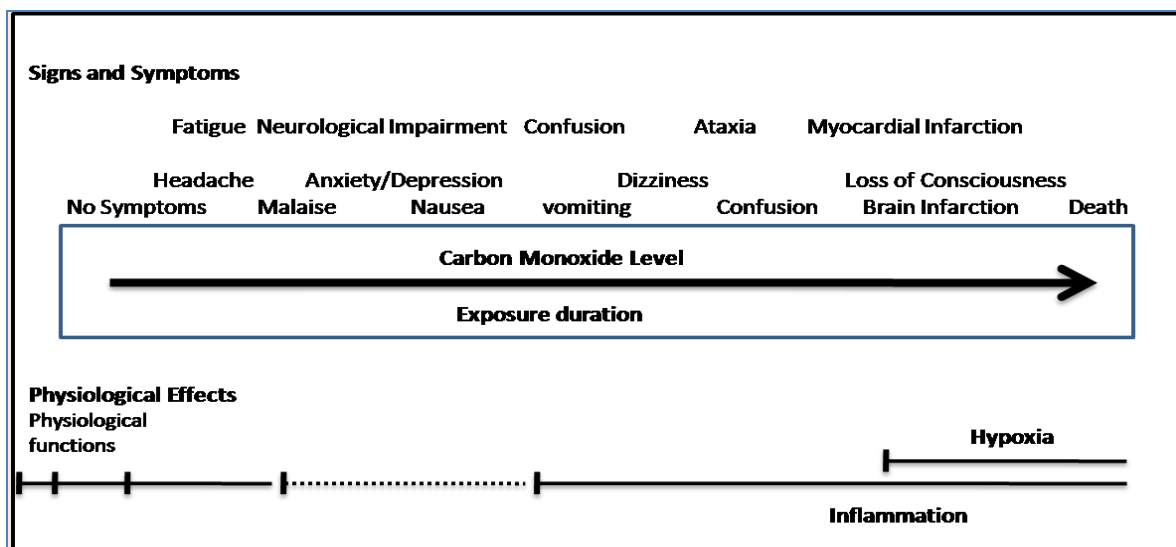 Signs and Symptoms
Fatigue Neurological Impairment Confusion Ataxia Myocardial Infarction
Headache Anxiety/Depression Dizziness Loss of Consciousness
No Symptoms Malaise Nausea vomiting Confusion Brain Infarction Death
Carbon Monoxide Level
Exposure duration
Physiological Effects
Physiological
functions
Hypoxia
Inflammation